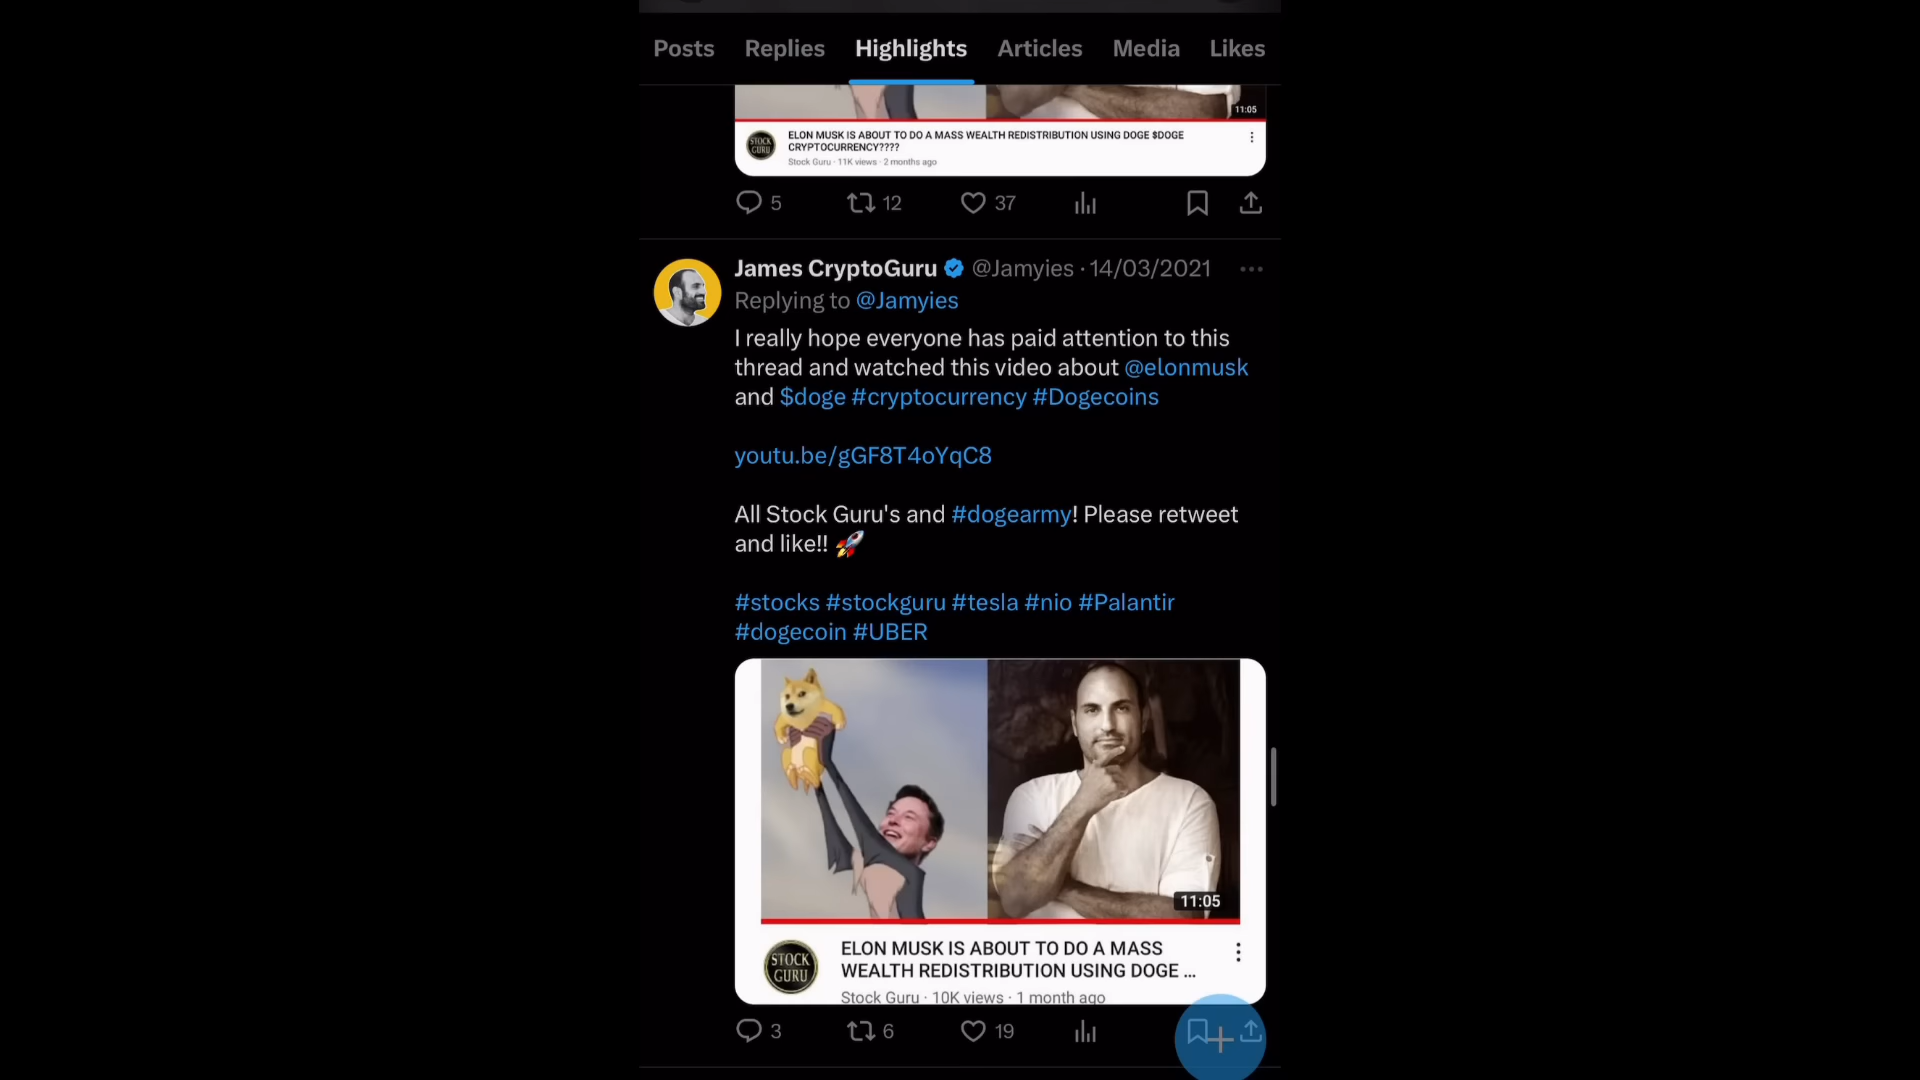 Posts Replies Highlights Articles Media Likes
11:05
STOCK
GURU
ELON MUSK IS ABOUT TO DO A MASS WEALTH REDISTRIBUTION USING DOGE $DOGE
CRYPTOCURRENCY????
Stock Guru · 11K views · 2 months ago
5 12 37
James CryptoGuru @Jamyies · 14/03/2021
Replying to @Jamyies
I really hope everyone has paid attention to this
thread and watched this video about @elonmusk
and $doge #cryptocurrency #Dogecoins
youtu.be/gGF8T4oYqC8
All Stock Guru's and #dogearmy! Please retweet
and like!! 🚀
#stocks #stockguru #tesla #nio #Palantir
#dogecoin #UBER
11:05
STOCK
GURU
ELON MUSK IS ABOUT TO DO A MASS
WEALTH REDISTRIBUTION USING DOGE ...
Stock Guru · 10K views · 1 month ago
3 6 19